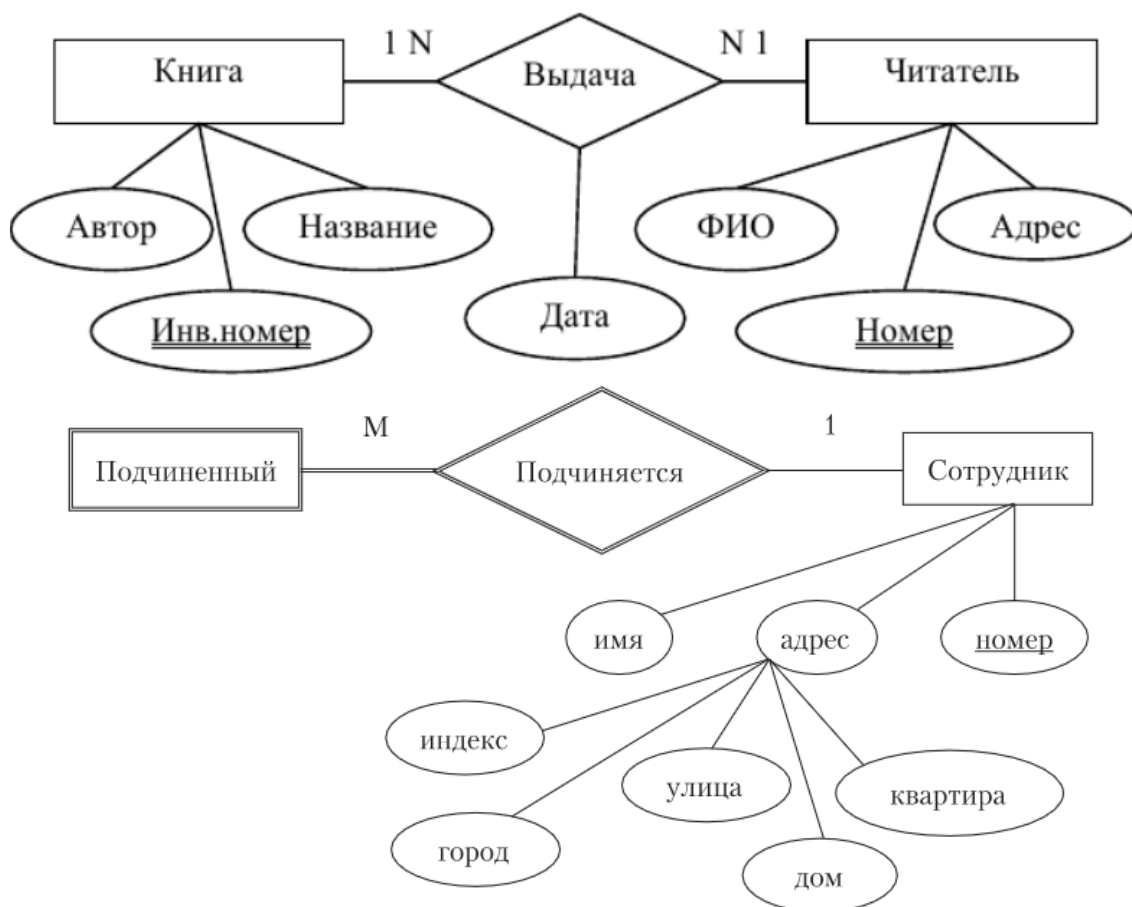 1 N
N 1
Книга
Выдача
Читатель
Автор
Название
ФИО
Адрес
Инв.номер
Дата
Номер
М
1
Подчиненный
Подчиняется
Сотрудник
имя
адрес
номер
индекс
улица
квартира
город
дом